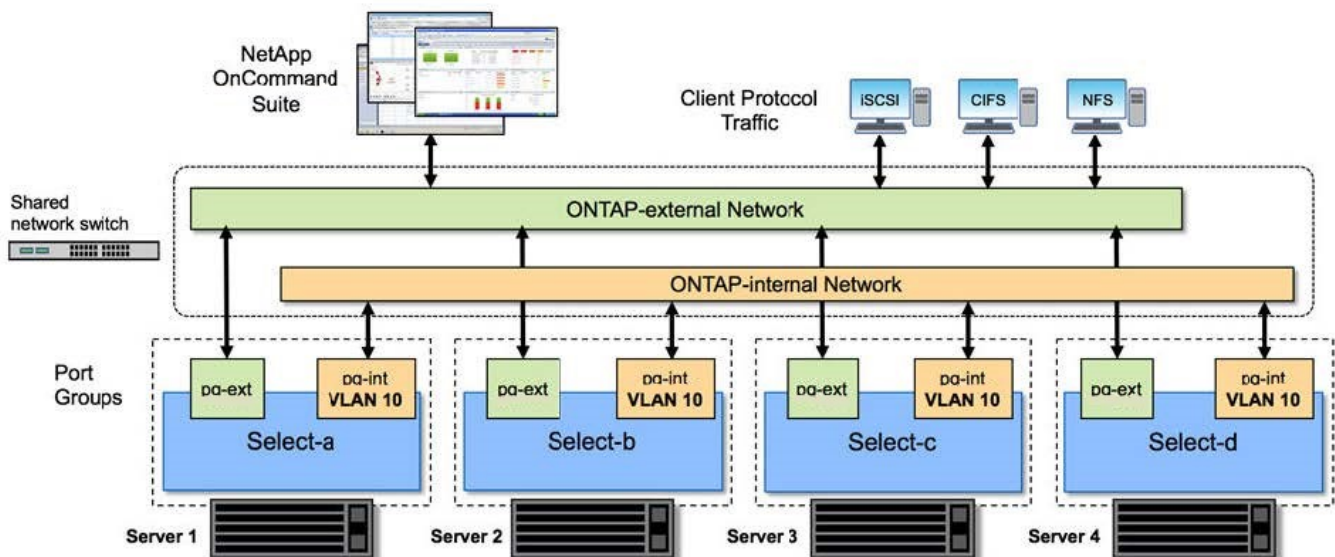 NetApp
OnCommand
Suite
Client Protocol
Traffic
iSCSI
CIFS
NFS
Shared
network switch
ONTAP-external Network
ONTAP-internal Network
Port
Groups
pg-ext
pg-int
VLAN 10
Select-a
pg-ext
pg-int
VLAN 10
Select-b
pg-ext
pg-int
VLAN 10
Select-c
pg-ext
pg-int
VLAN 10
Select-d
Server 1
Server 2
Server 3
Server 4